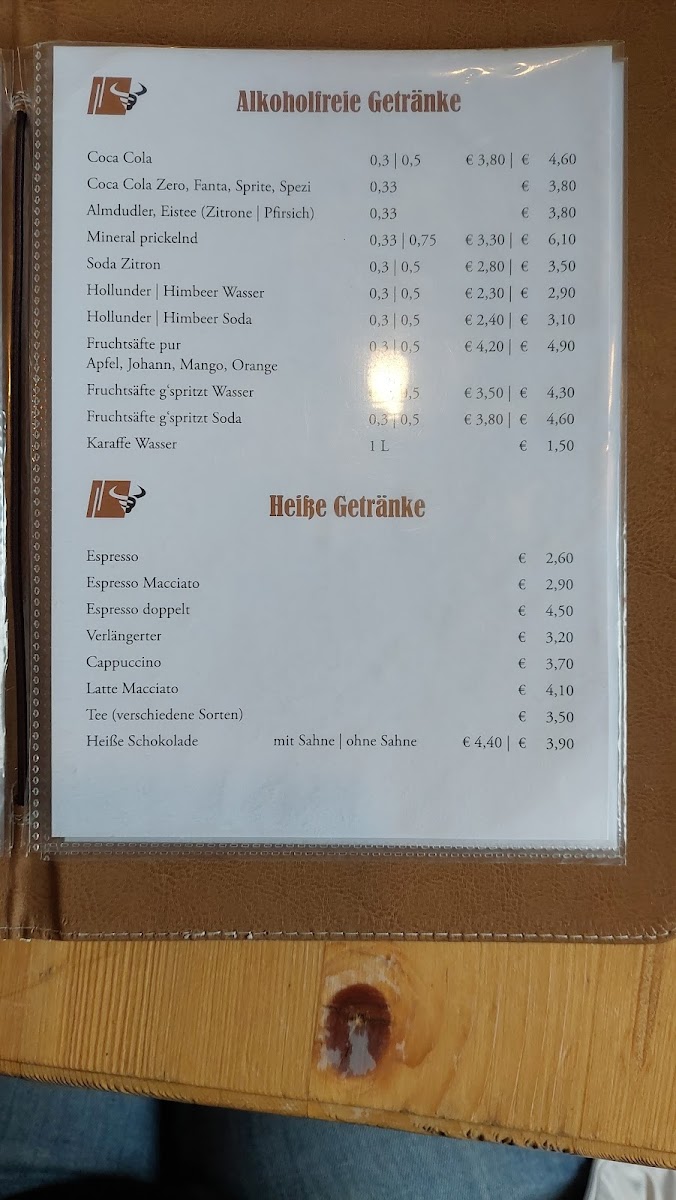 Alkoholfreie Getränke
Coca Cola 0,3 | 0,5 € 3,80 | € 4,60
Coca Cola Zero, Fanta, Sprite, Spezi 0,33 € 3,80
Almdudler, Eistee (Zitrone | Pfirsich) 0,33 € 3,80
Mineral prickelnd 0,33 | 0,75 € 3,30 | € 6,10
Soda Zitron 0,3 | 0,5 € 2,80 | € 3,50
Hollunder | Himbeer Wasser 0,3 | 0,5 € 2,30 | € 2,90
Hollunder | Himbeer Soda 0,3 | 0,5 € 2,40 | € 3,10
Fruchtsäfte pur 0,3 | 0,5 € 4,20 | € 4,90
Apfel, Johann, Mango, Orange
Fruchtsäfte g'spritzt Wasser | 0,5 € 3,50 | € 4,30
Fruchtsäfte g'spritzt Soda 0,3 | 0,5 € 3,80 | € 4,60
Karaffe Wasser 1 L € 1,50
Heiße Getränke
Espresso € 2,60
Espresso Macciato € 2,90
Espresso doppelt € 4,50
Verlängerter € 3,20
Cappuccino € 3,70
Latte Macciato € 4,10
Tee (verschiedene Sorten) € 3,50
Heiße Schokolade mit Sahne | ohne Sahne € 4,40 | € 3,90